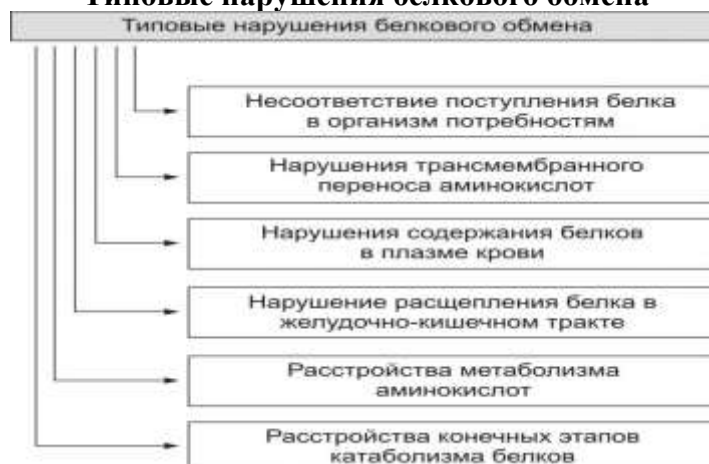 Типовые нарушения белкового обмена
Типовые нарушения белкового обмена
Несоответствие поступления белка
в организм потребностям
Нарушения трансмембранного
переноса аминокислот
Нарушения содержания белков
в плазме крови
Нарушение расщепления белка в
желудочно-кишечном тракте
Расстройства метаболизма
аминокислот
Расстройства конечных этапов
катаболизма белков